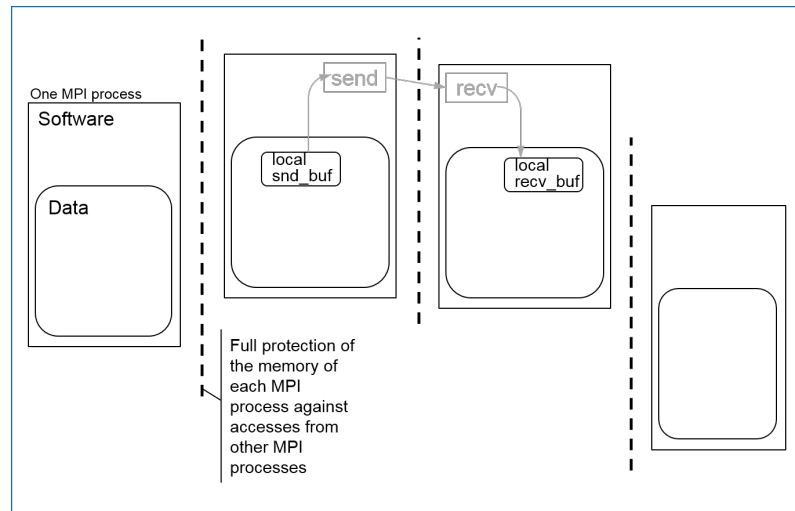 One MPI process
Software
Data
send
local
snd_buf
recv
local
recv_buf
Full protection of
the memory of
each MPI
process against
accesses from
other MPI
processes